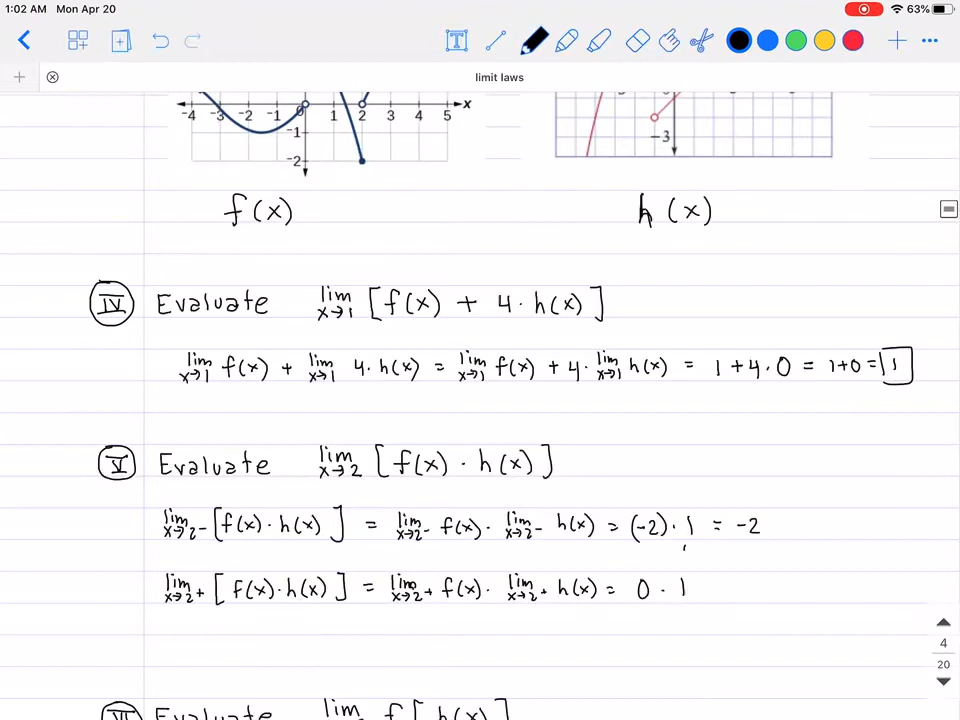 1:02 AM Mon Apr 20
63%
limit laws
-4 -3 -2 -1 0 1 2 3 4 5 x
-1
-2
-3
f(x)
h(x)
IV Evaluate lim x→1 [f(x) + 4·h(x)]
lim x→1 f(x) + lim x→1 4·h(x) = lim x→1 f(x) + 4·lim x→1 h(x) = 1+4·0 = 1+0 = 1
V Evaluate lim x→2 [f(x)·h(x)]
lim x→2- [f(x)·h(x)] = lim x→2- f(x)· lim x→2- h(x) = (-2)·1 = -2
lim x→2+ [f(x)·h(x)] = lim x→2+ f(x)· lim x→2+ h(x) = 0·1
4
20
VI Evaluate lim f[h(x)]